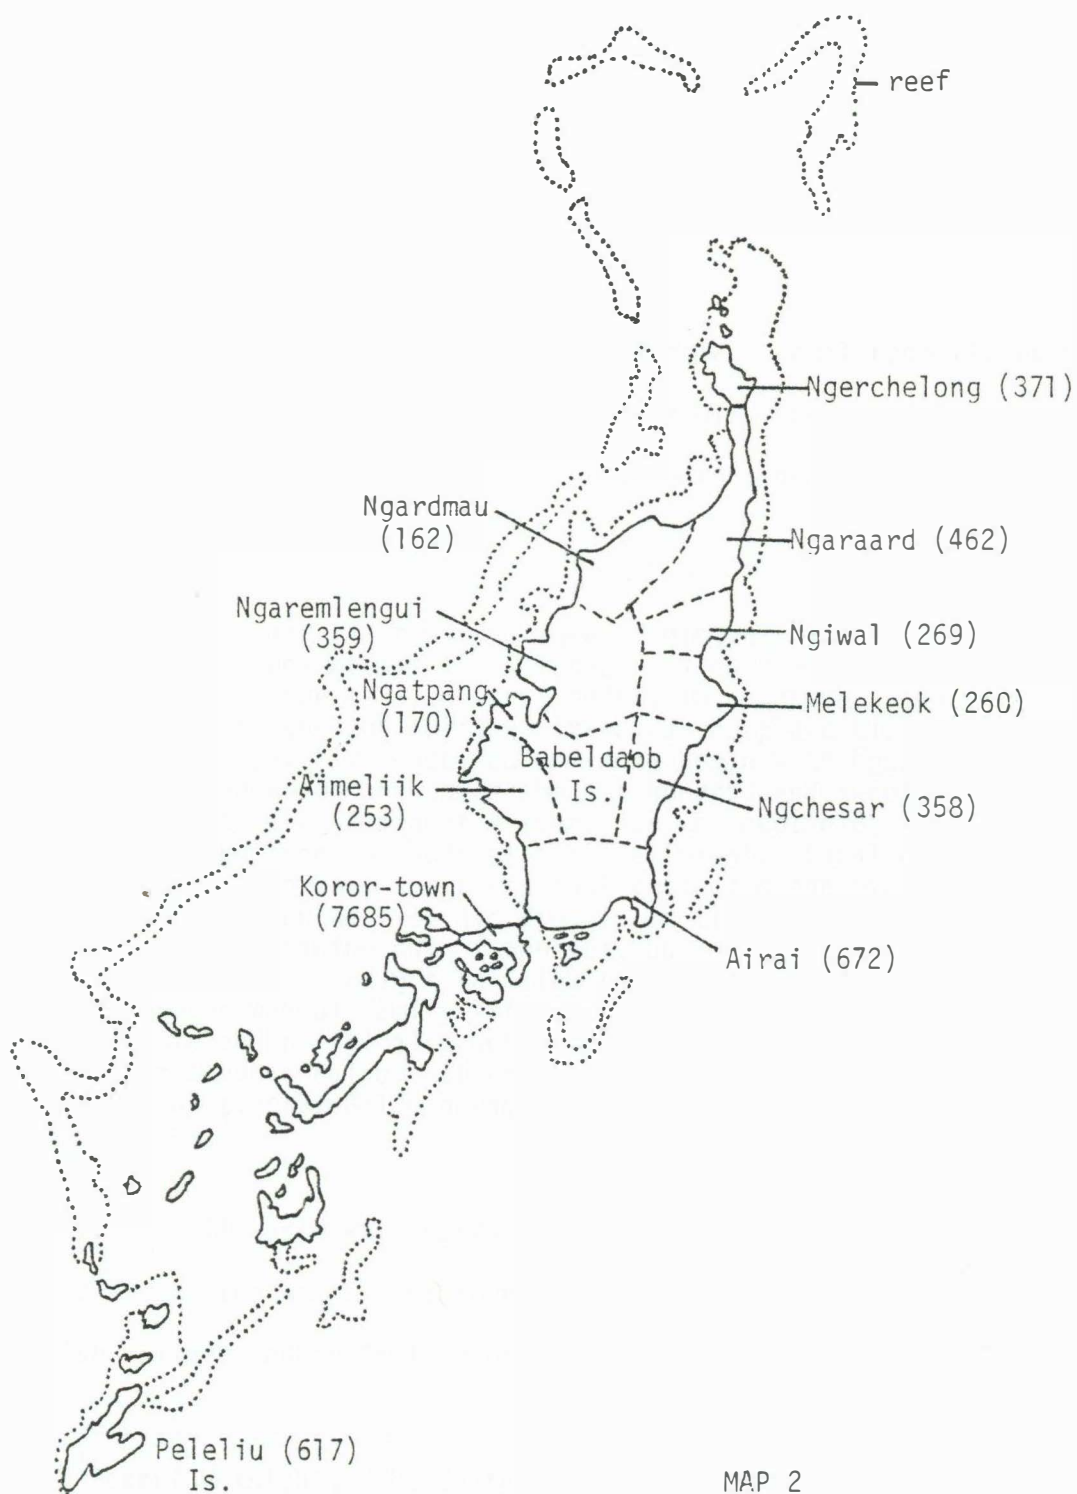 reef
Ngerchelong (371)
Ngardmau
(162)
Ngaraard (462)
Ngaremlengui
(359)
Ngiwal (269)
Ngatpang
(170)
Melekeok (260)
Babeldaob
Is.
Aimeliik
(253)
Ngchesar (358)
Koror-town
(7685)
Airai (672)
Peleliu (617)
Is.
MAP 2